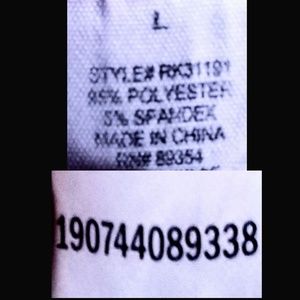 L
STYLE# RK31191
95% POLYESTER
5% SPANDEX
MADE IN CHINA
RN# 89354
190744089338